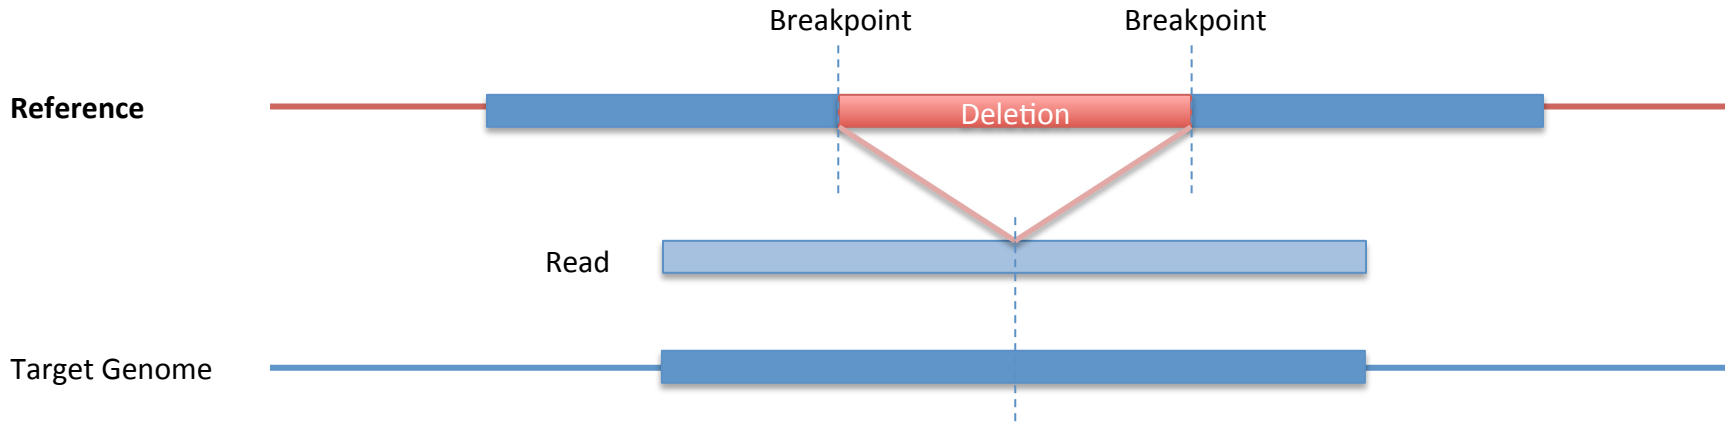 Breakpoint Breakpoint
Reference
Deletion
Read
Target Genome